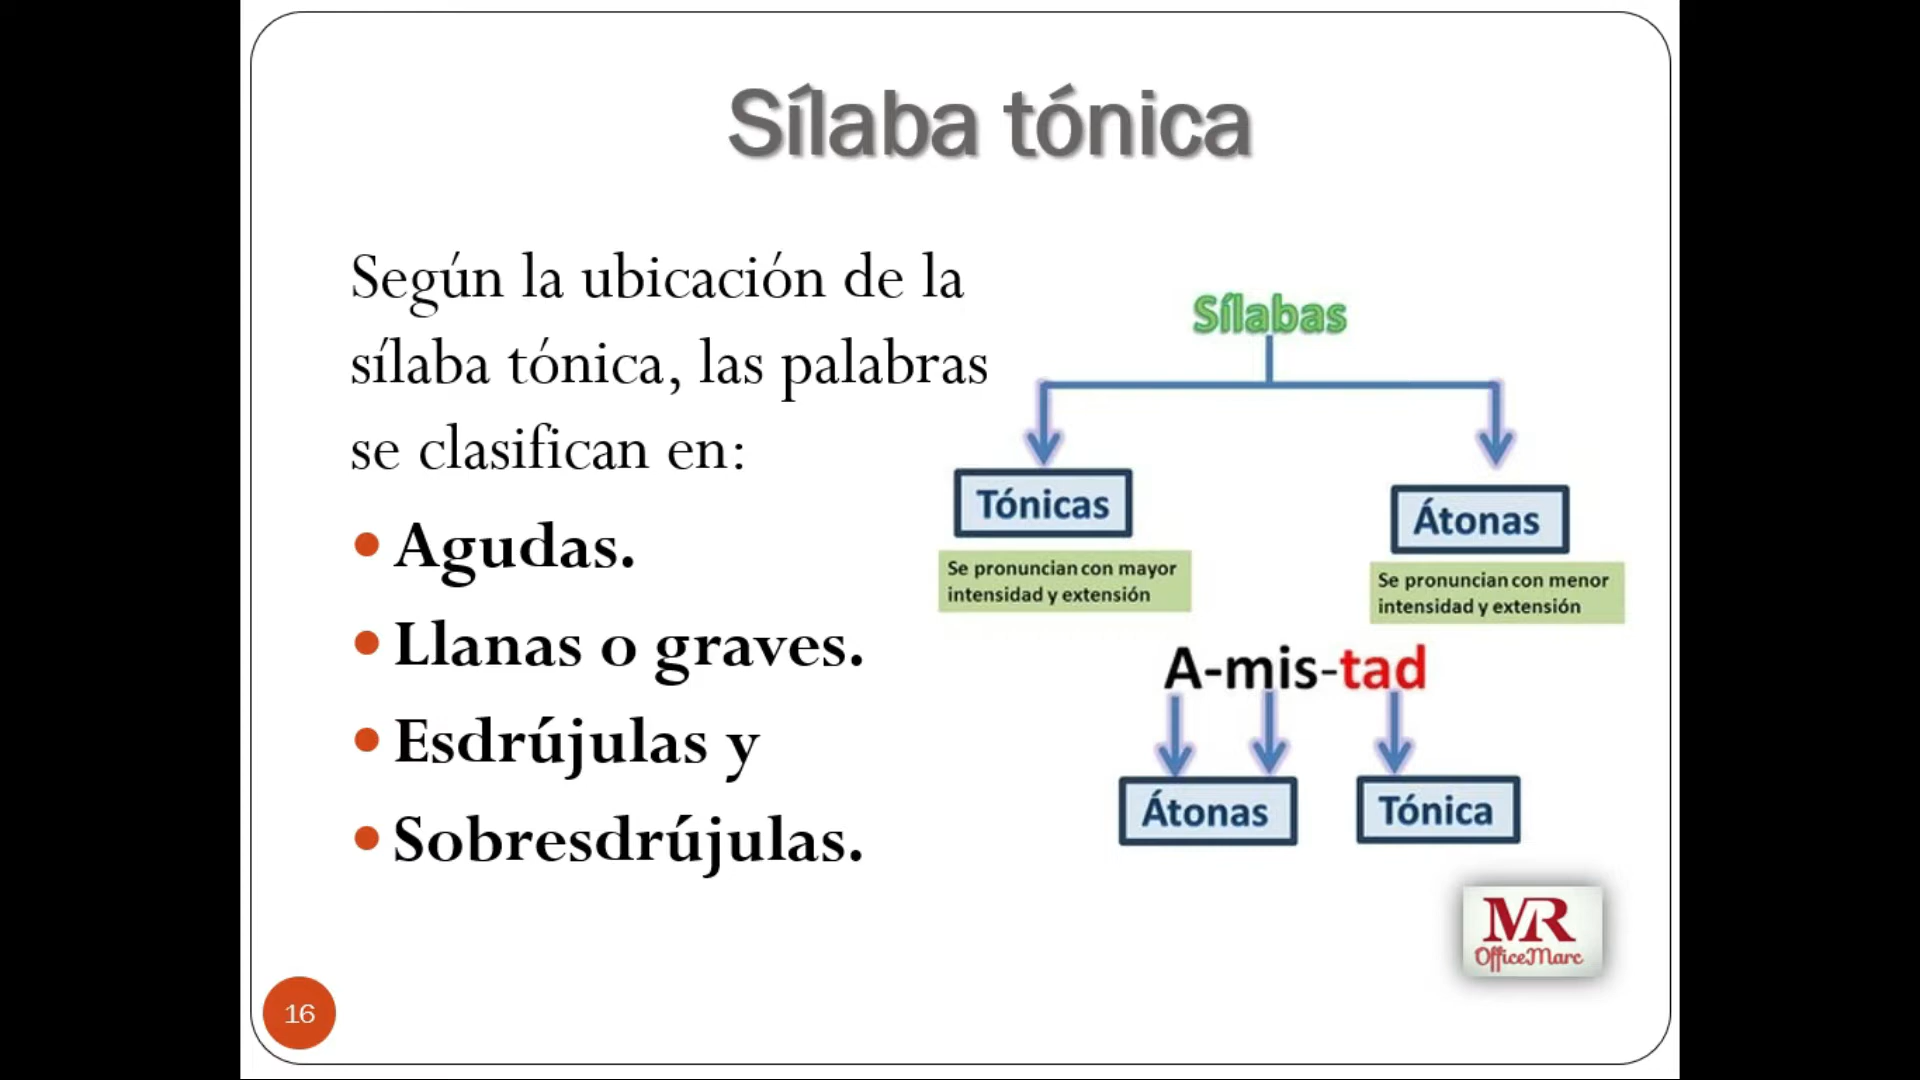 Sílaba tónica
Según la ubicación de la
sílaba tónica, las palabras
se clasifican en:
Agudas.
Llanas o graves.
Esdrújulas y
Sobresdrújulas.
Sílabas
Tónicas
Se pronuncian con mayor
intensidad y extensión
Átonas
Se pronuncian con menor
intensidad y extensión
A-mis-tad
Átonas
Tónica
MR
OfficeMarc
16